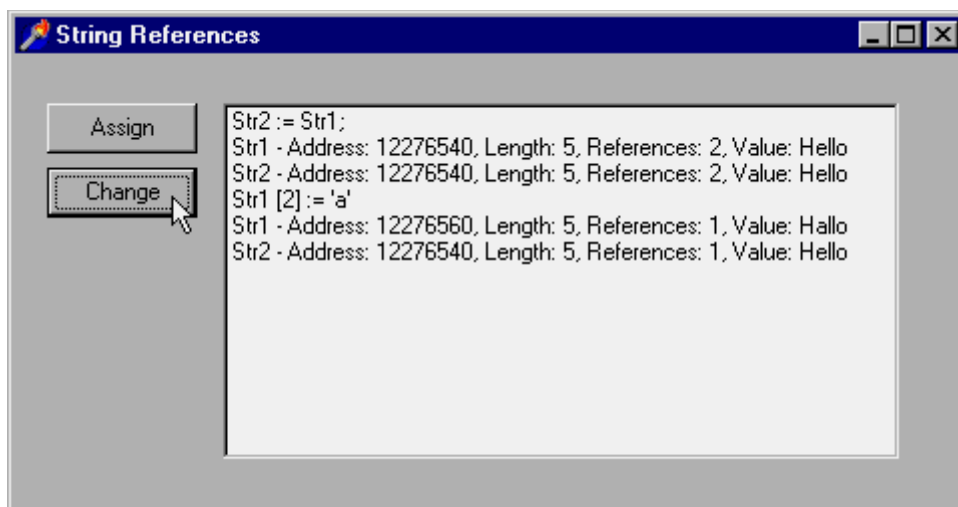 String References
Assign
Change
Str2 := Str1;
Str1 - Address: 12276540, Length: 5, References: 2, Value: Hello
Str2 - Address: 12276540, Length: 5, References: 2, Value: Hello
Str1 [2] := 'a'
Str1 - Address: 12276560, Length: 5, References: 1, Value: Hallo
Str2 - Address: 12276540, Length: 5, References: 1, Value: Hello